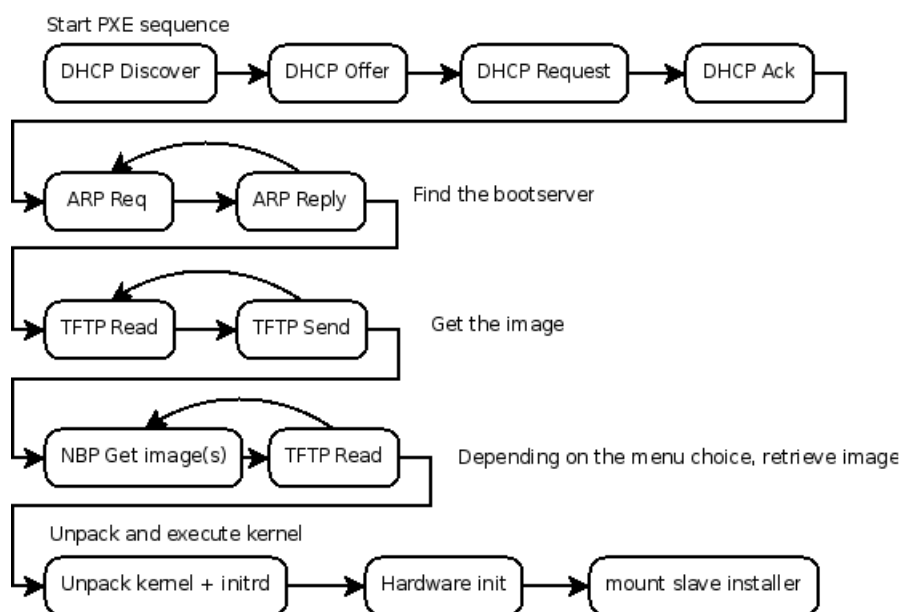 Start PXE sequence
DHCP Discover
DHCP Offer
DHCP Request
DHCP Ack
ARP Req
ARP Reply
Find the bootserver
TFTP Read
TFTP Send
Get the image
NBP Get image(s)
TFTP Read
Depending on the menu choice, retrieve image
Unpack and execute kernel
Unpack kernel + initrd
Hardware init
mount slave installer